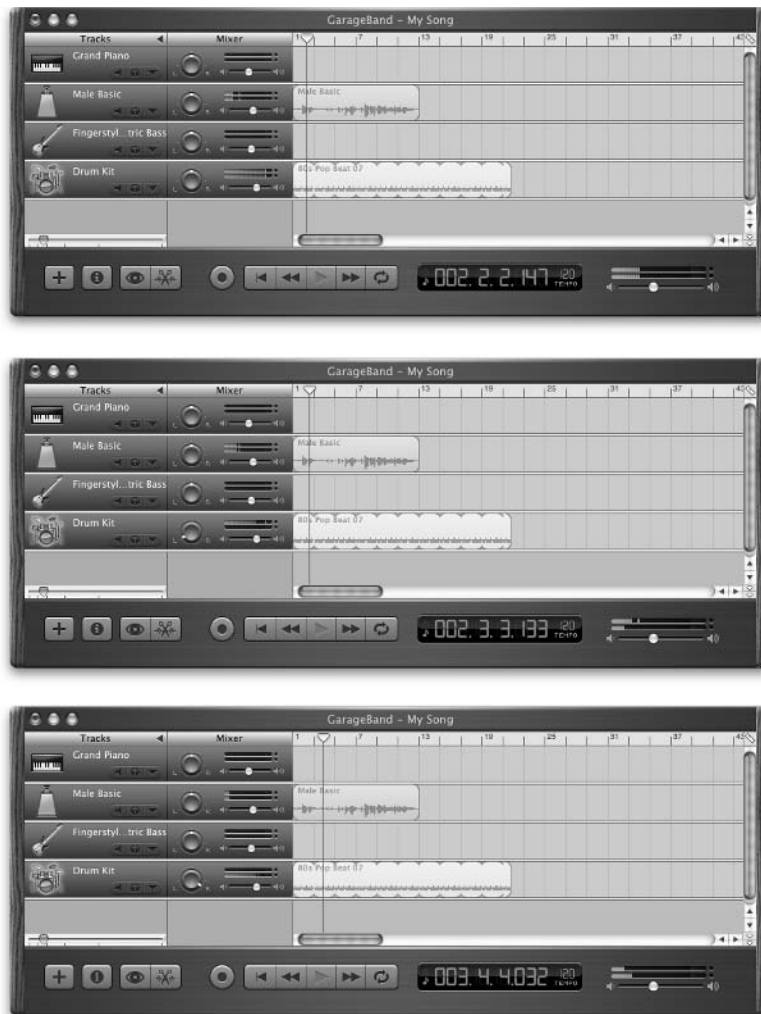 GarageBand – My Song
Tracks Mixer 1 7 13 19 25 31 37
Grand Piano
Male Basic Male Basic
Fingerstyl...tric Bass
Drum Kit 80s Pop Beat 07
002. 2. 2. 147 120
TEMPO
GarageBand – My Song
Tracks Mixer 1 7 13 19 25 31 37
Grand Piano
Male Basic Male Basic
Fingerstyl...tric Bass
Drum Kit 80s Pop Beat 07
002. 3. 3. 133 120
TEMPO
GarageBand – My Song
Tracks Mixer 1 7 13 19 25 31 37
Grand Piano
Male Basic Male Basic
Fingerstyl...tric Bass
Drum Kit 80s Pop Beat 07
003. 4. 4.032 120
TEMPO